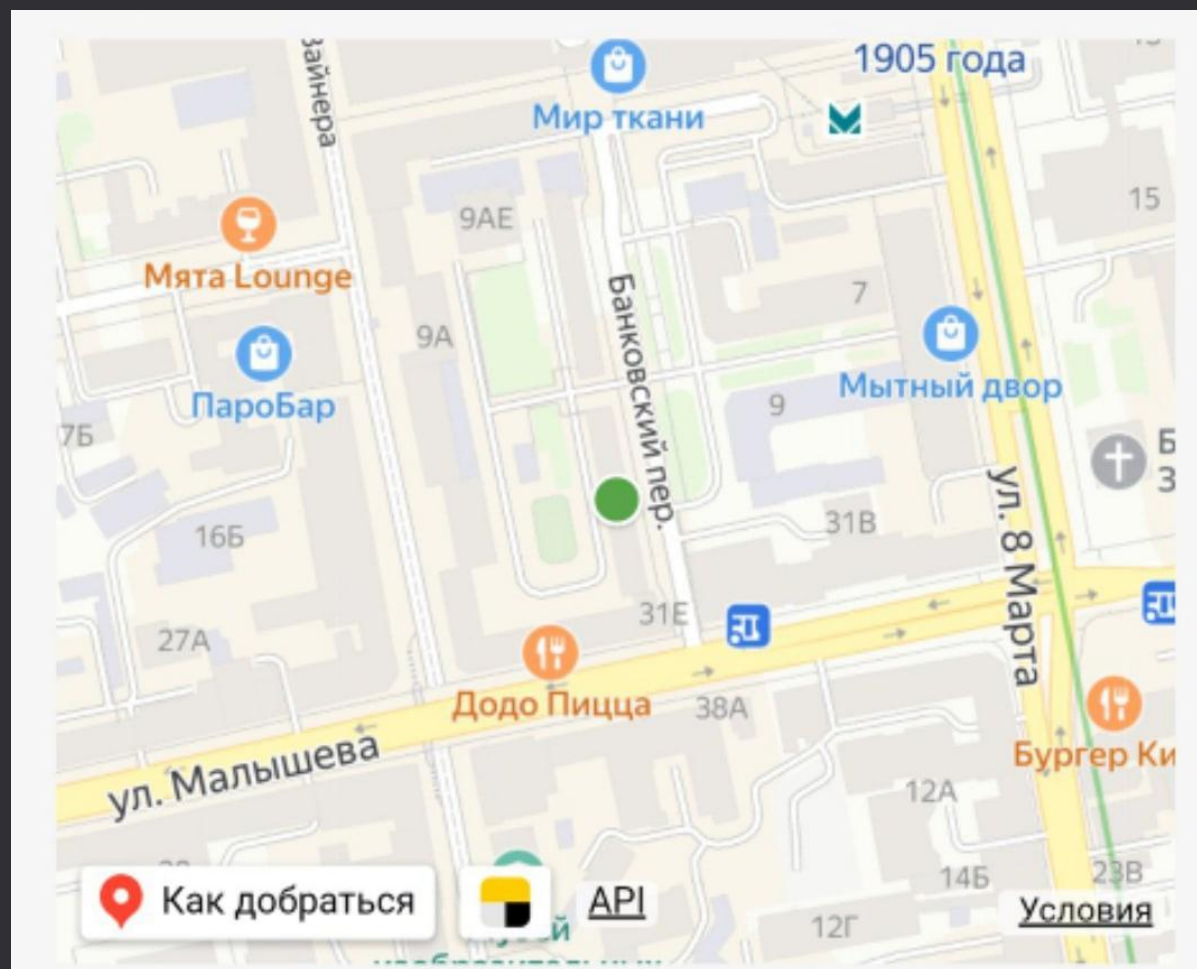 1905 года
Вайнера
Мир ткани
15
9АЕ
Мята Lounge
7
Банковский пер.
9А
Мытный двор
ПароБар
9
7Б
Б
З
ул. 8 Марта
31В
16Б
31Е
27А
Додо Пицца
38А
Бургер Ки
ул. Малышева
12А
14Б
23В
Как добраться
API
Условия
12Г